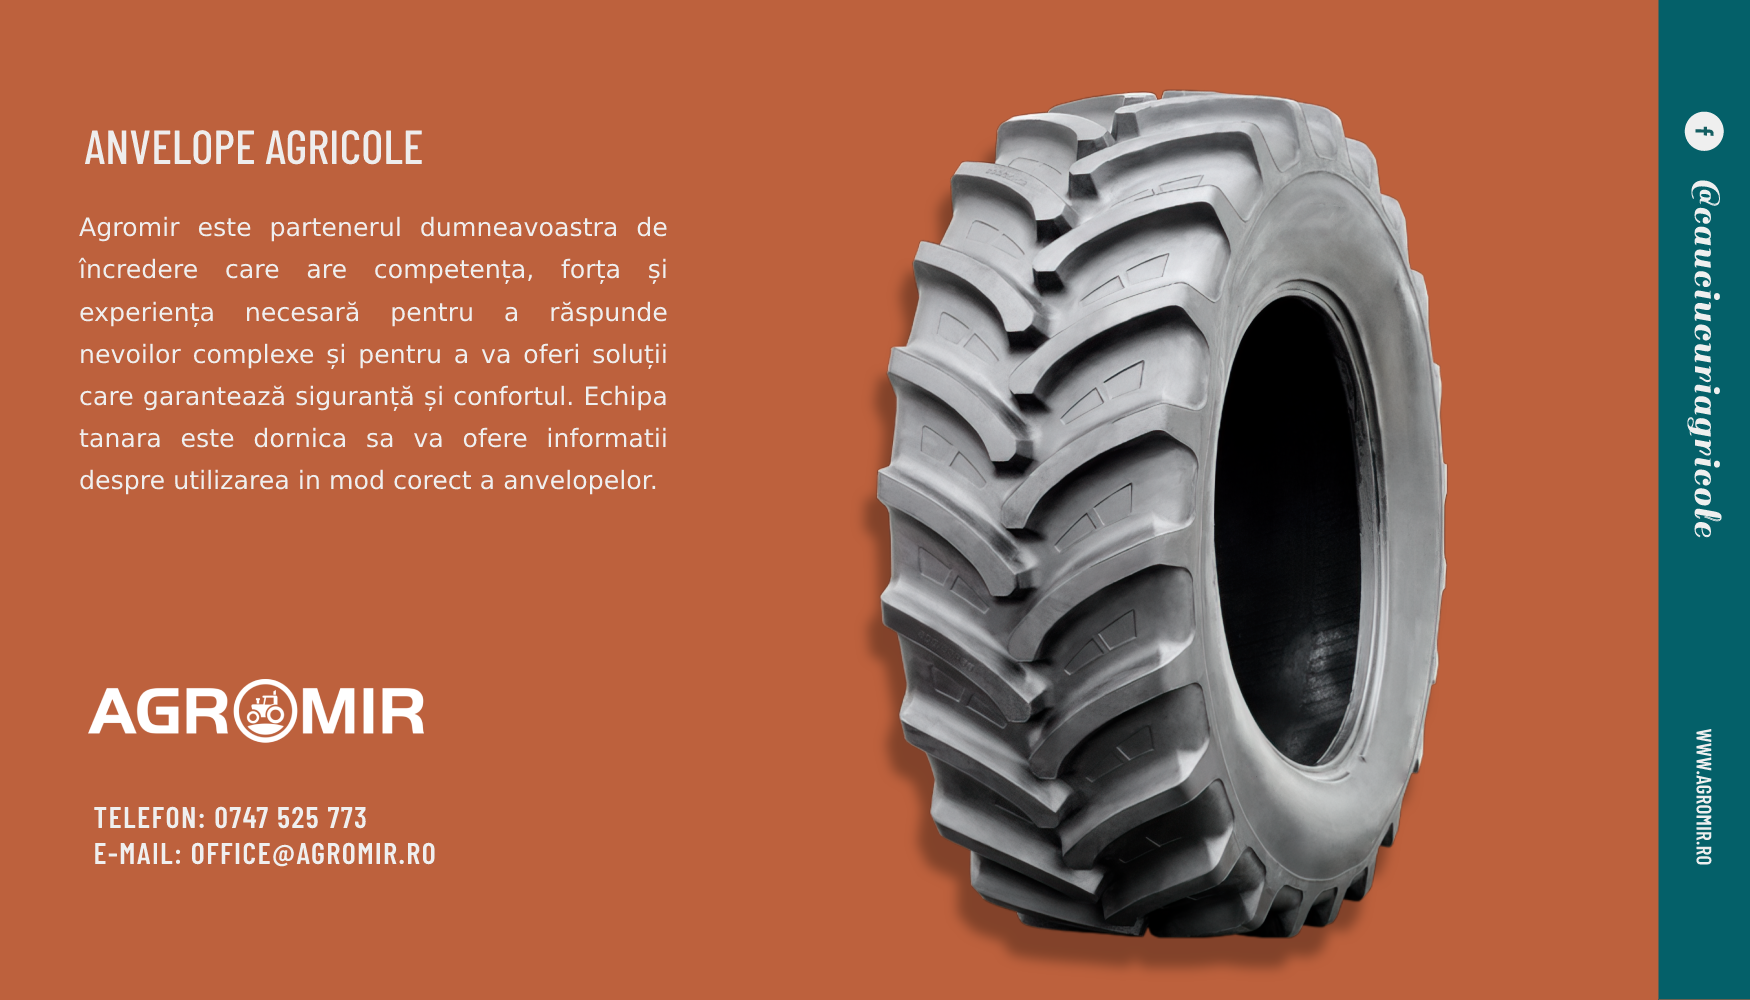 ANVELOPE AGRICOLE
Agromir este partenerul dumneavoastra de
încredere care are competența, forța și
experiența necesară pentru a răspunde
nevoilor complexe și pentru a va oferi soluții
care garantează siguranță și confortul. Echipa
tanara este dornica sa va ofere informatii
despre utilizarea in mod corect a anvelopelor.
AGROMIR
TELEFON: 0747 525 773
E-MAIL: OFFICE@AGROMIR.RO
@cauciucuriagricole
WWW.AGROMIR.RO